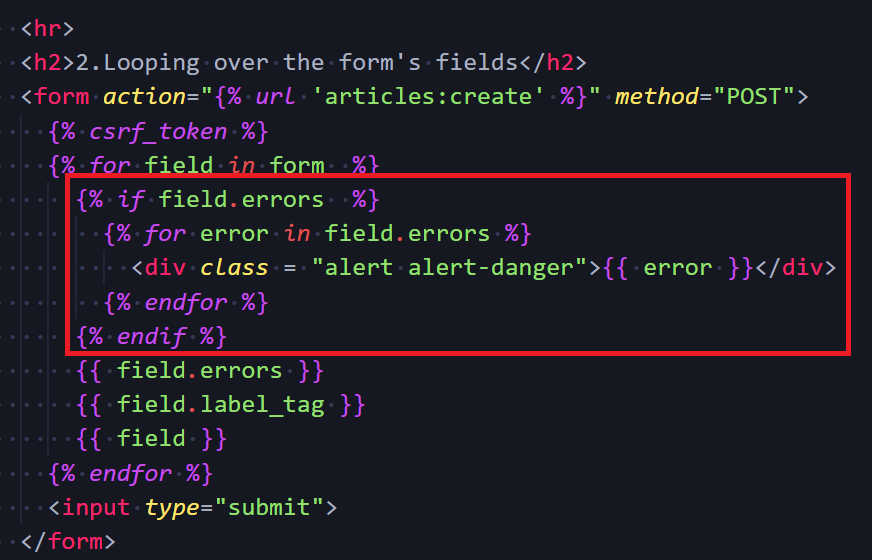 <hr>
<h2>2.Looping over the form's fields</h2>
<form action="{% url 'articles:create' %}" method="POST">
{% csrf_token %}
{% for field in form  %}
{% if field.errors  %}
{% for error in field.errors %}
<div class = "alert alert-danger">{{ error }}</div>
{% endfor %}
{% endif %}
{{ field.errors }}
{{ field.label_tag }}
{{ field }}
{% endfor %}
<input type="submit">
</form>